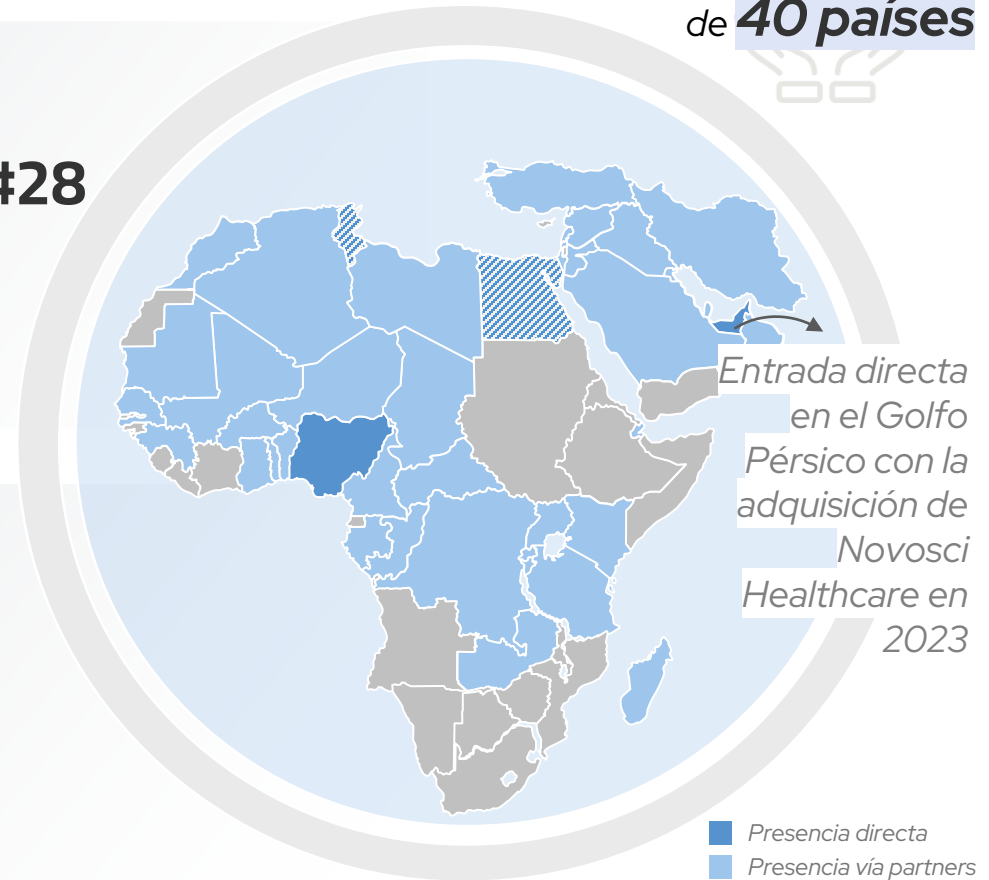 de 40 países
#28
Entrada directa
en el Golfo
Pérsico con la
adquisición de
Novosci
Healthcare en
2023
Presencia directa
Presencia vía partners